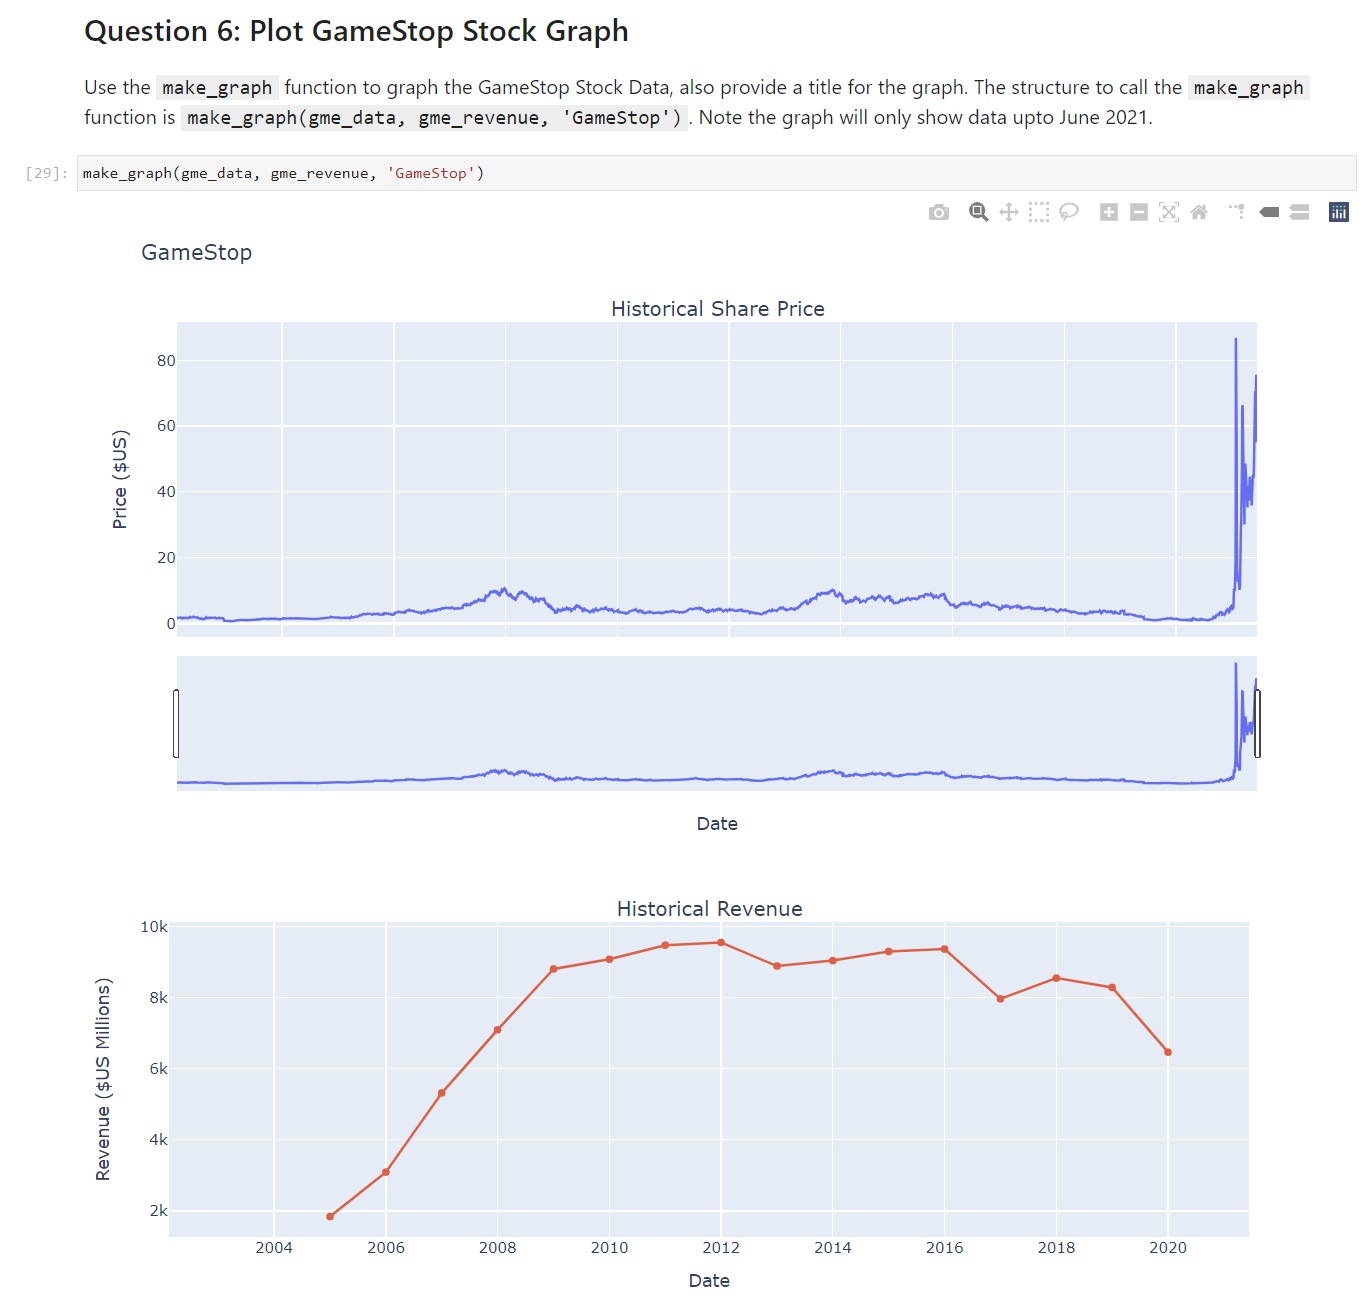 Question 6: Plot GameStop Stock Graph
Use the make_graph function to graph the GameStop Stock Data, also provide a title for the graph. The structure to call the make_graph
function is make_graph(gme_data, gme_revenue, 'GameStop') . Note the graph will only show data upto June 2021.
[29]: make_graph(gme_data, gme_revenue, 'GameStop')
GameStop
Historical Share Price
80
60
40
20
0
Price ($US)
Date
Historical Revenue
10k
8k
6k
4k
2k
Revenue ($US Millions)
2004 2006 2008 2010 2012 2014 2016 2018 2020
Date